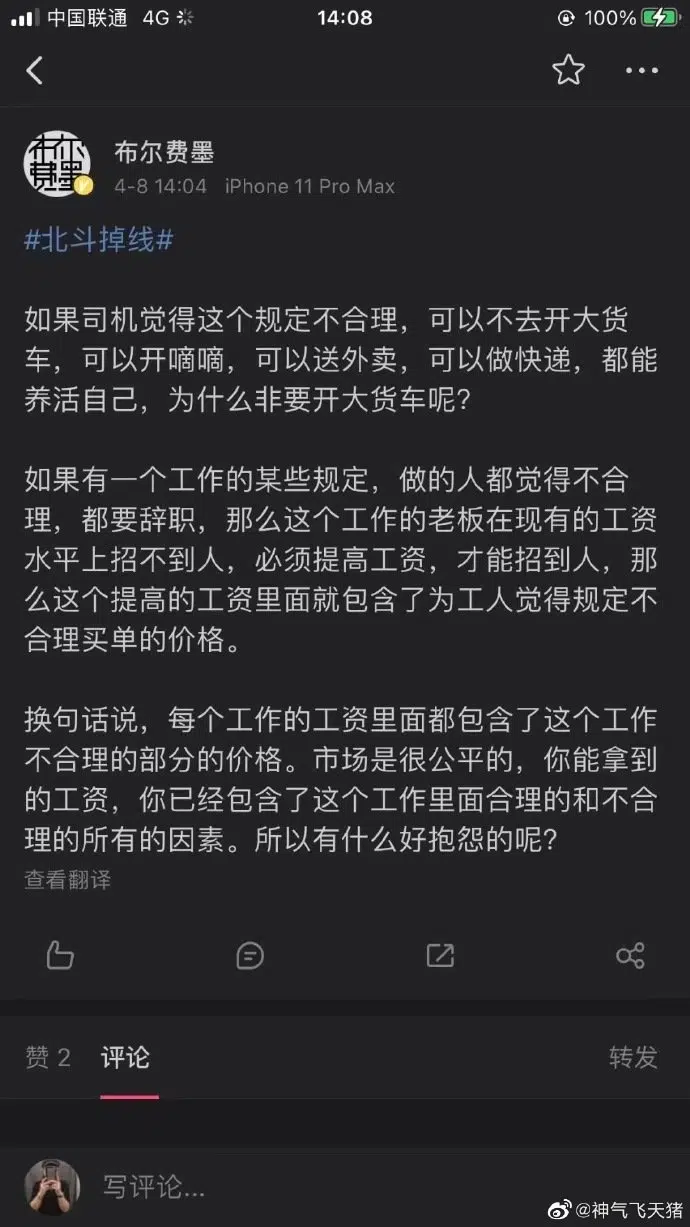 中国联通 4G 14:08 100%
布尔费墨
4-8 14:04 iPhone 11 Pro Max
#北斗掉线#
如果司机觉得这个规定不合理，可以不去开大货
车，可以开嘀嘀，可以送外卖，可以做快递，都能
养活自己，为什么非要开大货车呢？
如果有一个工作的某些规定，做的人都觉得不合
理，都要辞职，那么这个工作的老板在现有的工资
水平上招不到人，必须提高工资，才能招到人，那
么这个提高的工资里面就包含了为工人觉得规定不
合理买单的价格。
换句话说，每个工作的工资里面都包含了这个工作
不合理的部分的价格。市场是很公平的，你能拿到
的工资，你已经包含了这个工作里面合理的和不合
理的所有的因素。所以有什么好抱怨的呢？
查看翻译
赞 2 评论 转发
写评论...
@神气飞天猪